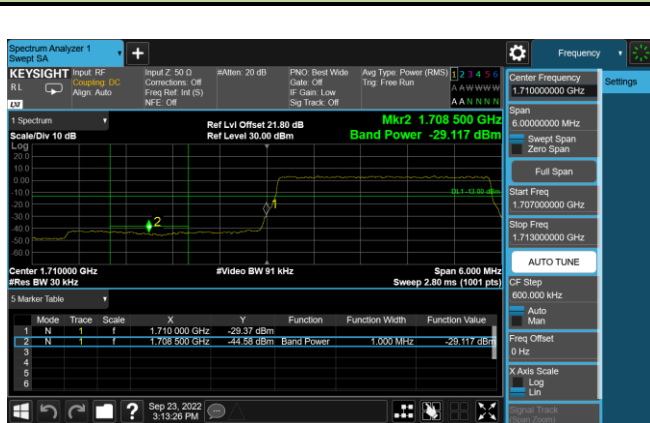 Spectrum Analyzer 1
Swept SA
Frequency
KEYSIGHT
RL
LXI
Input: RF
Coupling: DC
Align: Auto
Input Z: 50 Ω
Corrections: Off
Freq Ref: Int (S)
NFE: Off
#Atten: 20 dB
PNO: Best Wide
Gate: Off
IF Gain: Low
Sig Track: Off
Avg Type: Power (RMS)
Trig: Free Run
1 2 3 4 5 6
A A W W W W
A A N N N N
Center Frequency
1.710000000 GHz
Settings
1 Spectrum
Scale/Div 10 dB
Ref Lvl Offset 21.80 dB
Ref Level 30.00 dBm
Mkr2 1.708 500 GHz
Band Power -29.117 dBm
Log
20.0
10.0
0.00
-10.0
-20.0
-30.0
-40.0
-50.0
-60.0
DL1 -13.00 dBm
1
2
Center 1.710000 GHz
#Res BW 30 kHz
#Video BW 91 kHz
Span 6.000 MHz
Sweep 2.80 ms (1001 pts)
Span
6.00000000 MHz
Swept Span
Zero Span
Full Span
Start Freq
1.707000000 GHz
Stop Freq
1.713000000 GHz
AUTO TUNE
CF Step
600.000 kHz
Auto
Man
Freq Offset
0 Hz
X Axis Scale
Log
Lin
Signal Track
(Span Zoom)
5 Marker Table
Mode Trace Scale X Y Function Function Width Function Value
1 N 1 f 1.710 000 GHz -29.37 dBm
2 N 1 f 1.708 500 GHz -44.58 dBm Band Power 1.000 MHz -29.117 dBm
3
4
5
6
?
Sep 23, 2022
3:13:26 PM